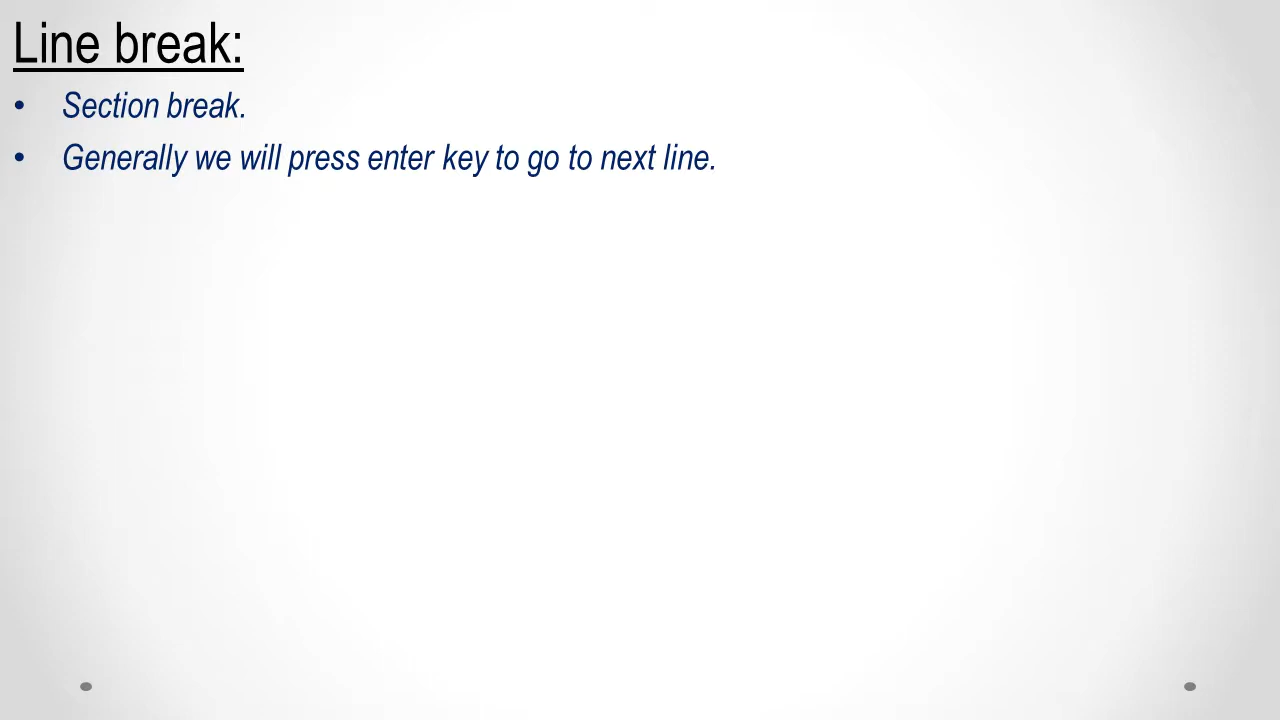 Line break:
• Section break.
• Generally we will press enter key to go to next line.